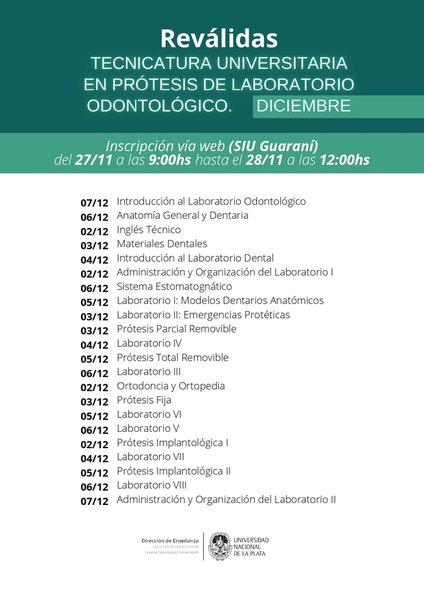 Reválidas
TECNICATURA UNIVERSITARIA
EN PRÓTESIS DE LABORATORIO
ODONTOLÓGICO. DICIEMBRE
Inscripción vía web (SIU Guaraní)
del 27/11 a las 9:00hs hasta el 28/11 a las 12:00hs
07/12 Introducción al Laboratorio Odontológico
06/12 Anatomía General y Dentaria
02/12 Inglés Técnico
03/12 Materiales Dentales
04/12 Introducción al Laboratorio Dental
02/12 Administración y Organización del Laboratorio I
06/12 Sistema Estomatognático
05/12 Laboratorio I: Modelos Dentarios Anatómicos
03/12 Laboratorio II: Emergencias Protéticas
03/12 Prótesis Parcial Removible
04/12 Laboratorio IV
05/12 Prótesis Total Removible
06/12 Laboratorio III
02/12 Ortodoncia y Ortopedia
03/12 Prótesis Fija
05/12 Laboratorio VI
06/12 Laboratorio V
02/12 Prótesis Implantológica I
04/12 Laboratorio VII
05/12 Prótesis Implantológica II
06/12 Laboratorio VIII
07/12 Administración y Organización del Laboratorio II
Dirección de Enseñanza
UNIVERSIDAD
NACIONAL
DE LA PLATA